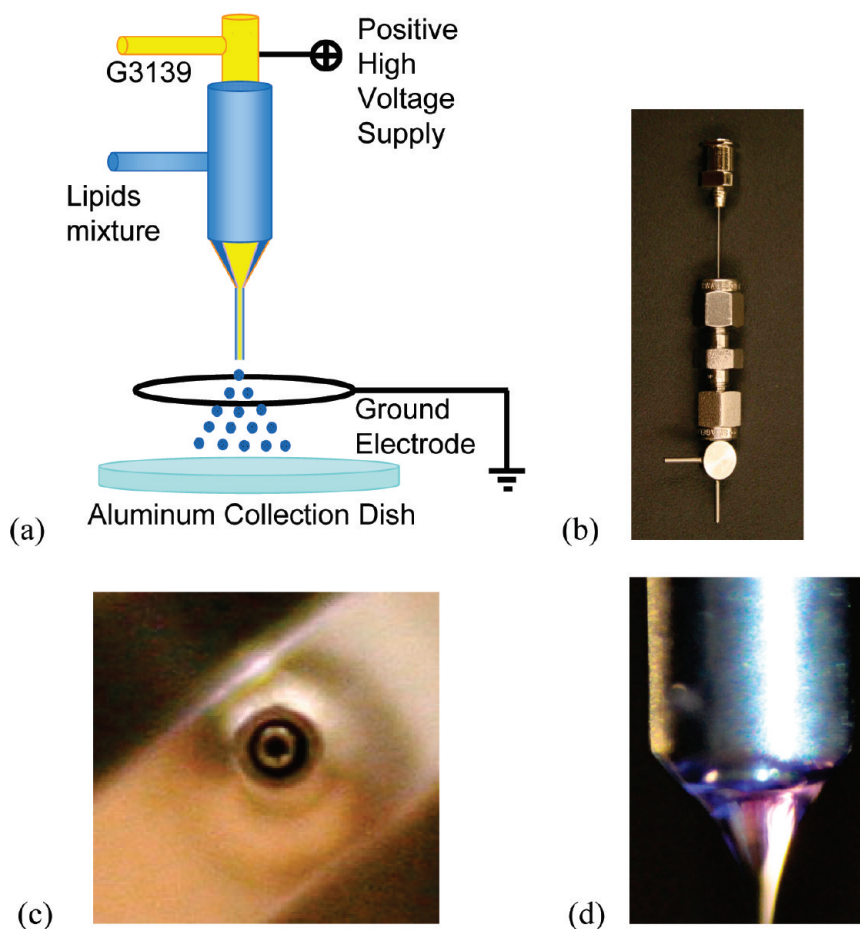 G3139
Positive
High
Voltage
Supply
Lipids
mixture
Ground
Electrode
Aluminum Collection Dish
(a)
(b)
(c)
(d)